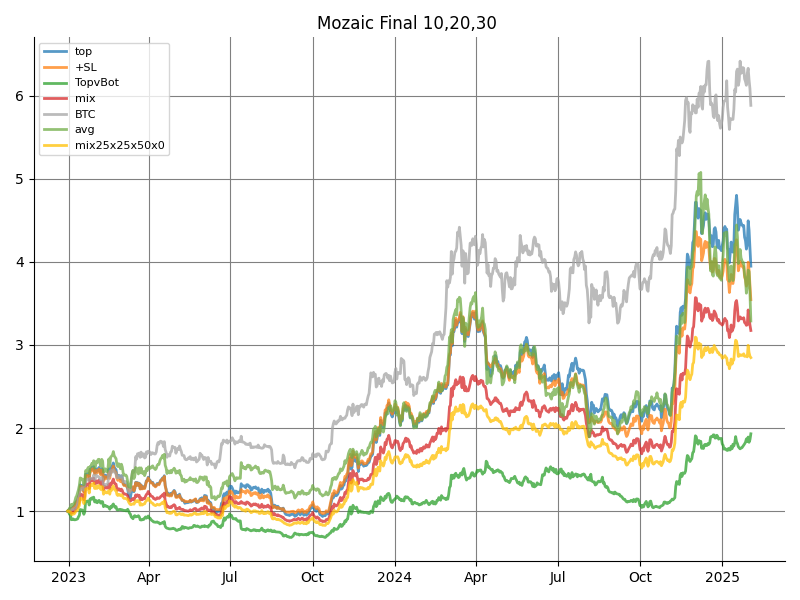 Mozaic Final 10,20,30
top
+SL
TopvBot
mix
BTC
avg
mix25x25x50x0
6
5
4
3
2
1
2023 Apr Jul Oct 2024 Apr Jul Oct 2025